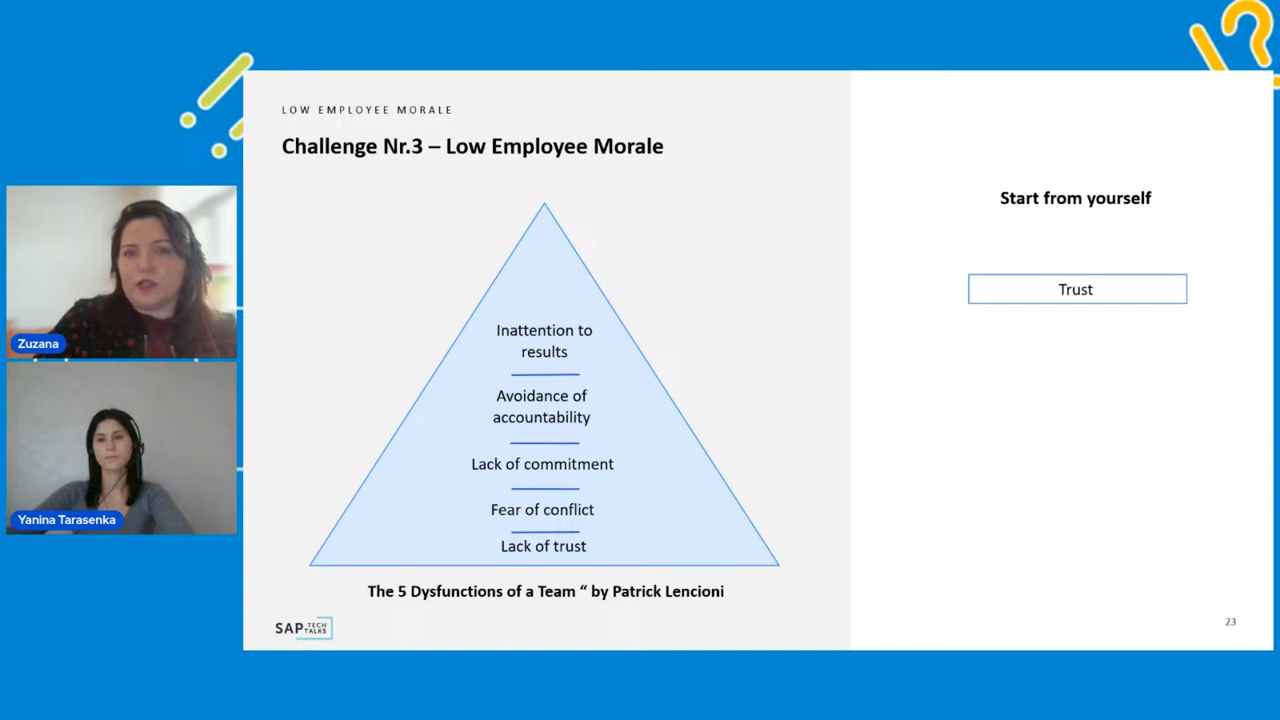 LOW EMPLOYEE MORALE
Challenge Nr.3 – Low Employee Morale
Inattention to
results
Avoidance of
accountability
Lack of commitment
Fear of conflict
Lack of trust
The 5 Dysfunctions of a Team “ by Patrick Lencioni
SAP TECH
TALKS
Start from yourself
Trust
23
Zuzana
Yanina Tarasenka